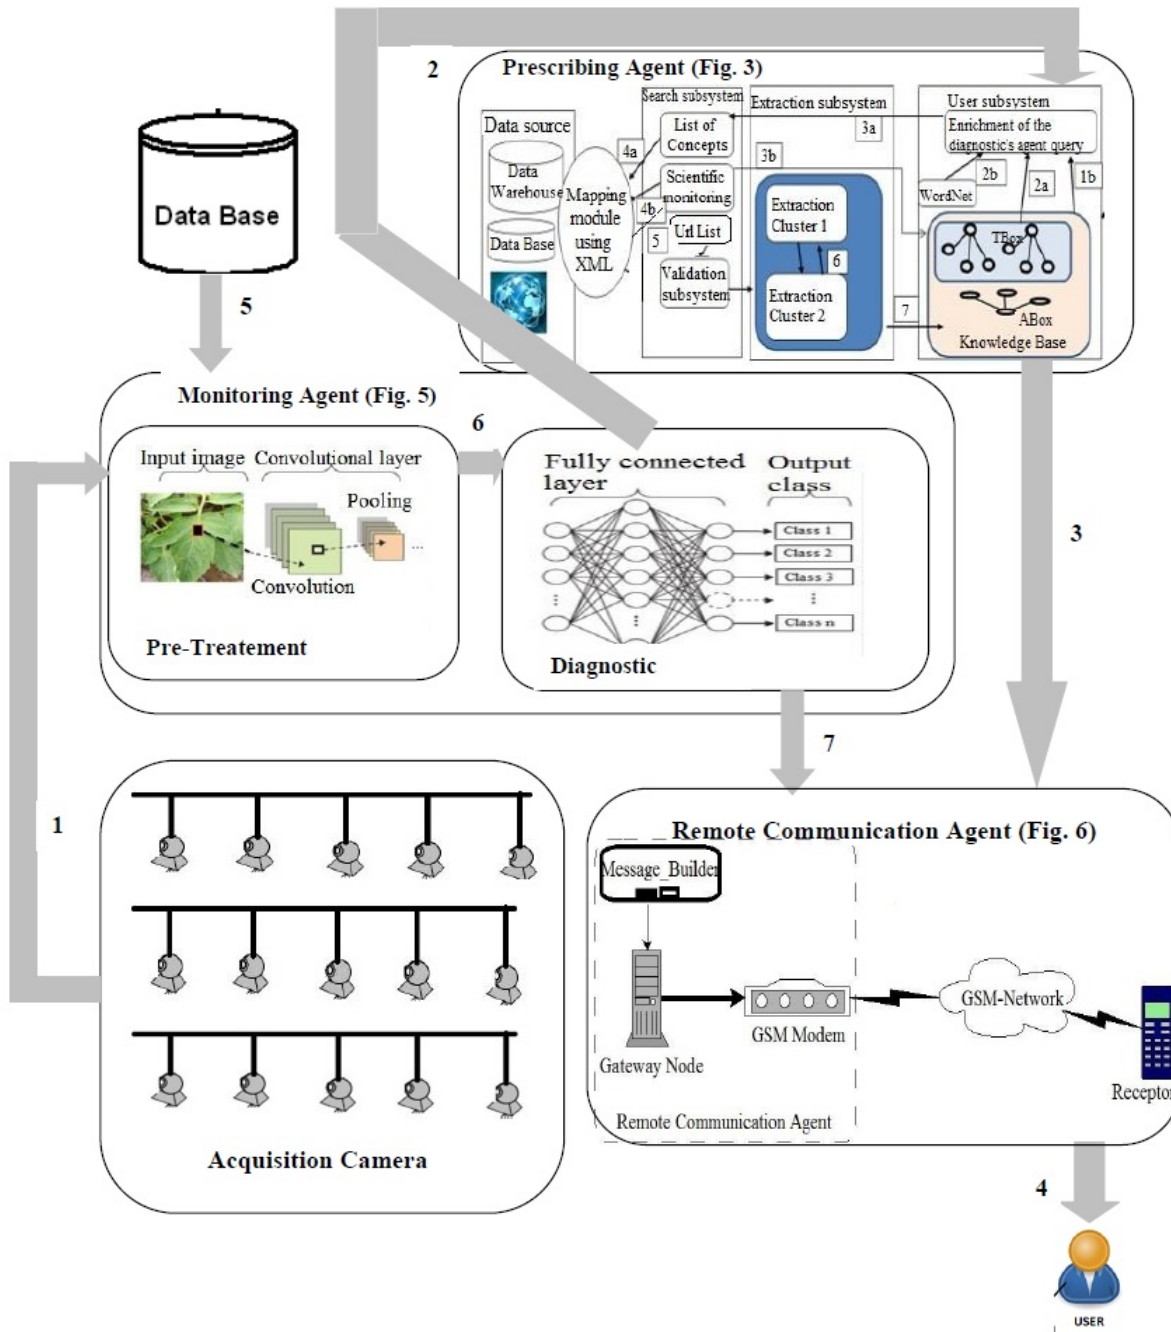 2
Prescribing Agent (Fig. 3)
Data source
Data
Warehouse
Data Base
Mapping
module
using
XML
Search subsystem
List of
Concepts
Scientific
monitoring
Url List
Validation
subsystem
4a
4b
5
Extraction subsystem
3a
3b
Extraction
Cluster 1
6
Extraction
Cluster 2
7
User subsystem
Enrichment of the
diagnostic's agent query
2b
2a
1b
WordNet
TBox
ABox
Knowledge Base
Data Base
5
Monitoring Agent (Fig. 5)
Input image
Convolutional layer
Pooling
...
Convolution
Pre-Treatement
6
Fully connected
layer
Output
class
Class 1
Class 2
Class 3
Class n
Diagnostic
3
7
1
Acquisition Camera
Remote Communication Agent (Fig. 6)
Message_Builder
Gateway Node
GSM Modem
GSM-Network
Receptor
Remote Communication Agent
4
USER